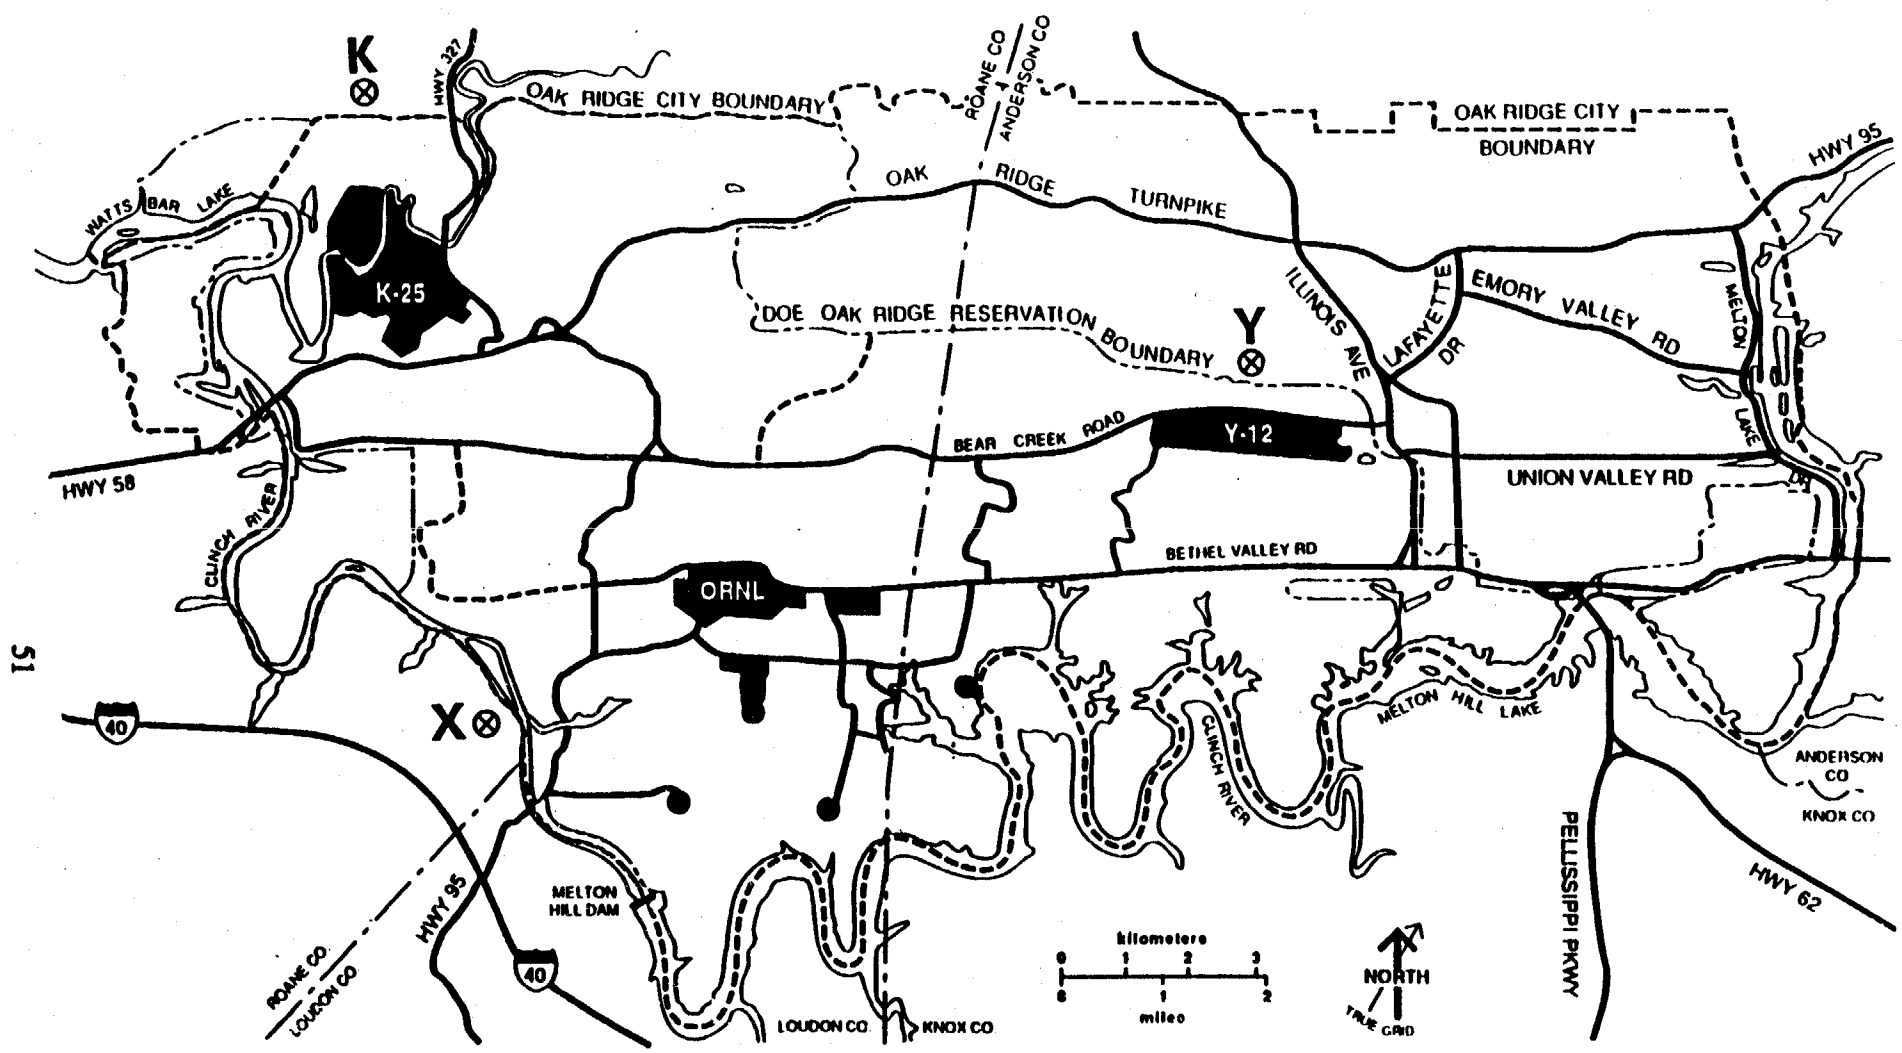 K
HWY 327
OAK RIDGE CITY BOUNDARY
ROANE CO
ANDERSON CO
OAK RIDGE CITY
BOUNDARY
HWY 95
WATTS BAR LAKE
OAK RIDGE TURNPIKE
K-25
ILLINOIS AVE
LAFAYETTE
DR
EMORY VALLEY RD
MELTON
LAKE
DR
DOE OAK RIDGE RESERVATION BOUNDARY
Y
BEAR CREEK ROAD
Y-12
HWY 58
UNION VALLEY RD
CLINCH RIVER
BETHEL VALLEY RD
ORNL
51
40
X
CLINCH RIVER
MELTON HILL LAKE
ANDERSON
CO
KNOX CO
PELLISSIPPI PKWY
HWY 62
MELTON
HILL DAM
HWY 95
40
ROANE CO
LOUDON CO
kilometers
0 1 2 3
0 1 2
miles
NORTH
TRUE GRID
LOUDON CO
KNOX CO